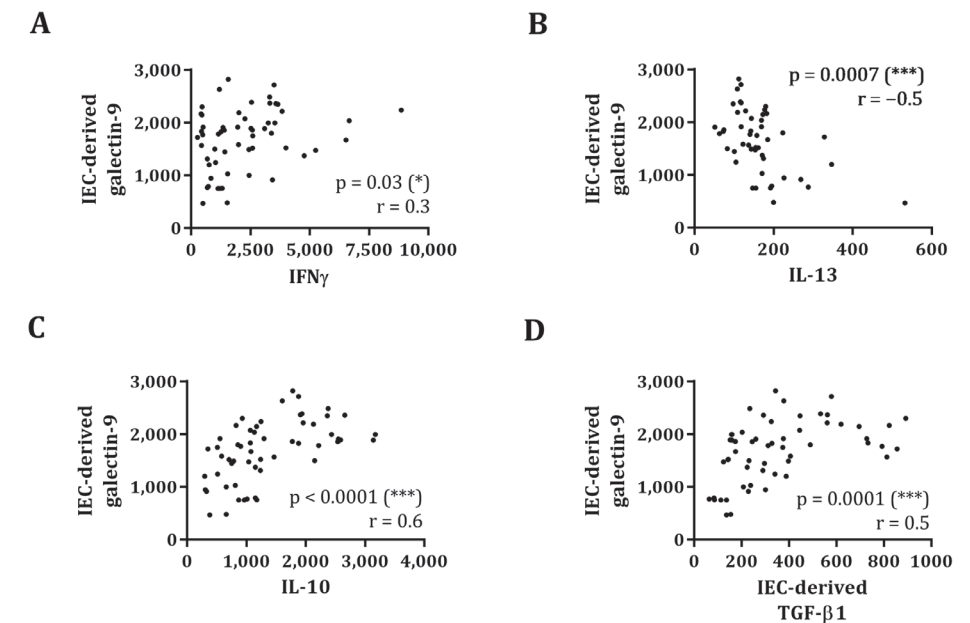 A
IEC-derived
galectin-9
3,000
2,000
1,000
0
p = 0.03 (*)
r = 0.3
0 2,500 5,000 7,500 10,000
IFNγ
B
IEC-derived
galectin-9
3,000
2,000
1,000
0
p = 0.0007 (***)
r = −0.5
0 200 400 600
IL-13
C
IEC-derived
galectin-9
3,000
2,000
1,000
0
p < 0.0001 (***)
r = 0.6
0 1,000 2,000 3,000 4,000
IL-10
D
IEC-derived
galectin-9
3,000
2,000
1,000
0
p = 0.0001 (***)
r = 0.5
0 200 400 600 800 1000
IEC-derived
TGF-β1